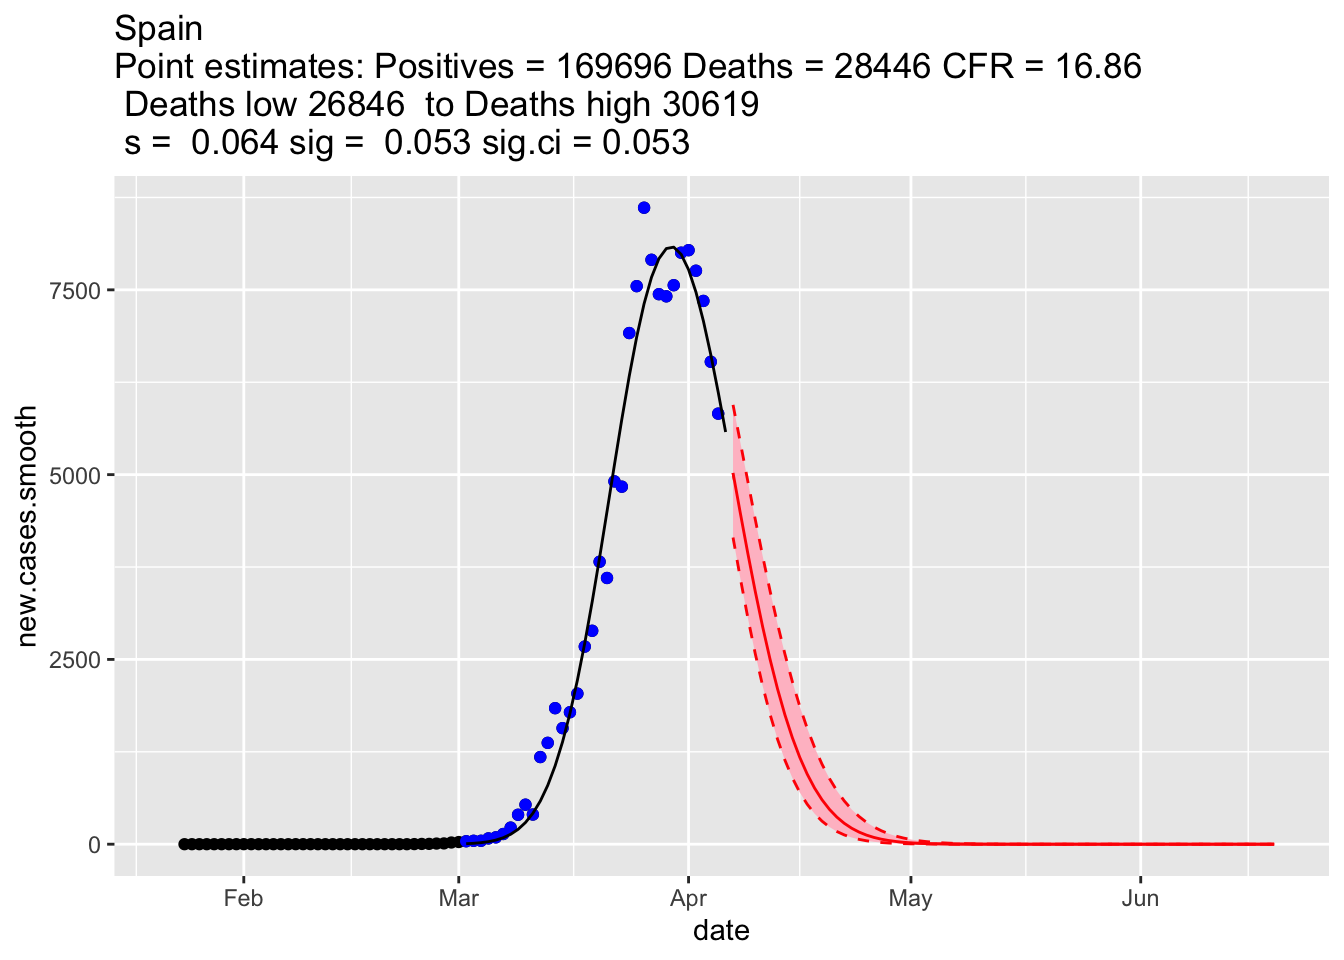 Spain
Point estimates: Positives = 169696 Deaths = 28446 CFR = 16.86
Deaths low 26846  to Deaths high 30619
s =  0.064 sig =  0.053 sig.ci = 0.053
7500
5000
2500
0
new.cases.smooth
Feb
Mar
Apr
May
Jun
date